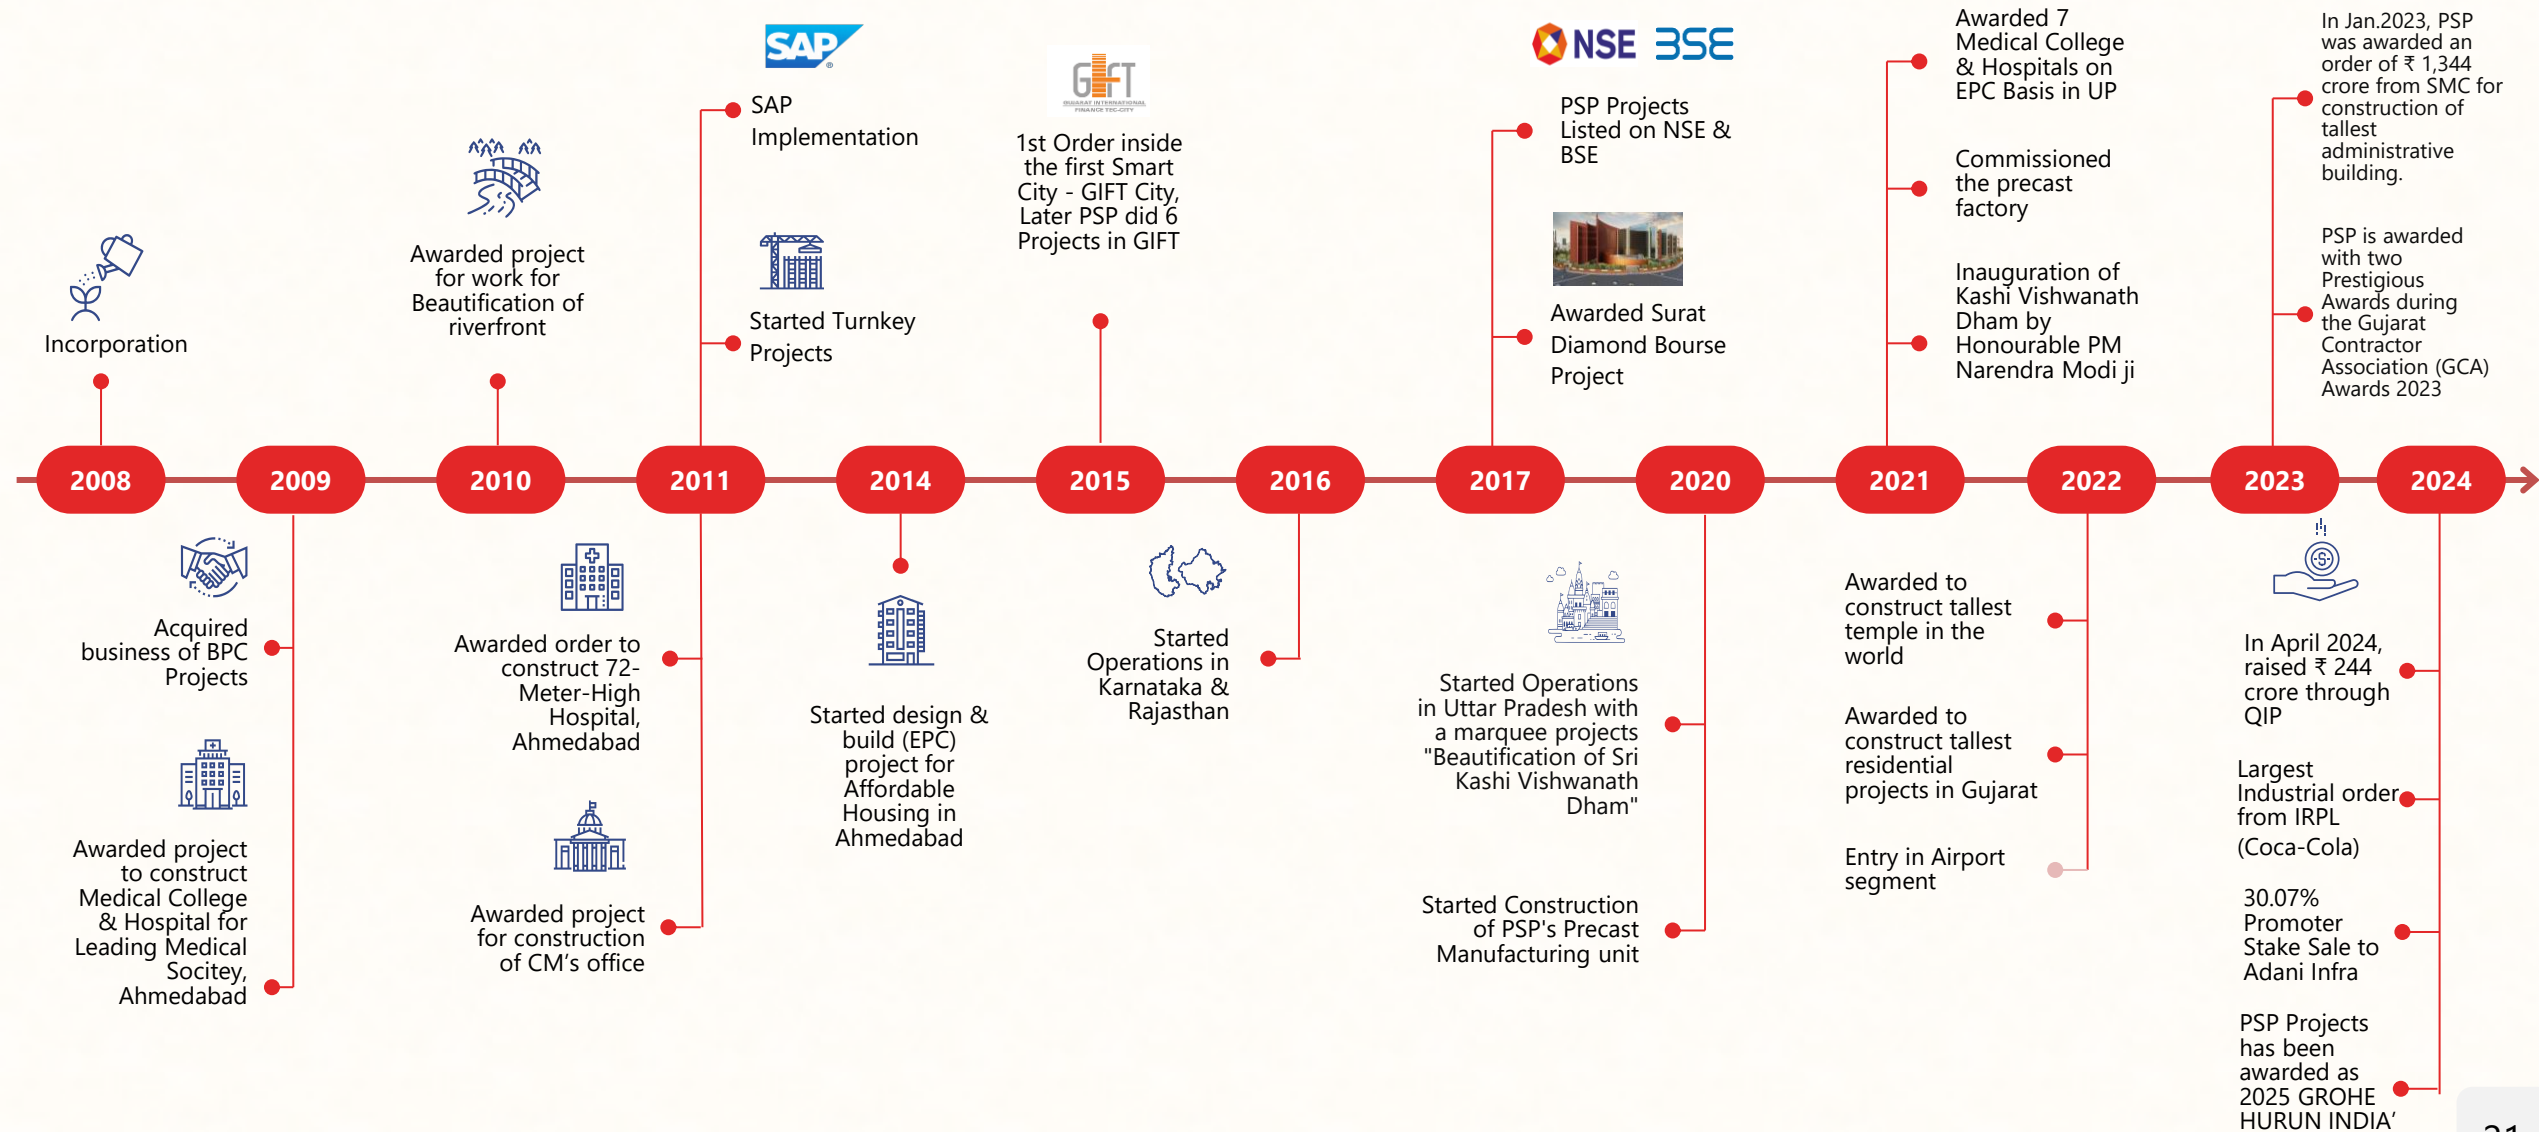 SAP
SAP
Implementation
GIFT
GUJARAT INTERNATIONAL
FINANCE TEC-CITY
1st Order inside
the first Smart
City - GIFT City,
Later PSP did 6
Projects in GIFT
NSE BSE
PSP Projects
Listed on NSE &
BSE
Awarded 7
Medical College
& Hospitals on
EPC Basis in UP
In Jan.2023, PSP
was awarded an
order of ₹ 1,344
crore from SMC for
construction of
tallest
administrative
building.
Commissioned
the precast
factory
Incorporation
Awarded project
for work for
Beautification of
riverfront
Started Turnkey
Projects
Awarded Surat
Diamond Bourse
Project
Inauguration of
Kashi Vishwanath
Dham by
Honourable PM
Narendra Modi ji
PSP is awarded
with two
Prestigious
Awards during
the Gujarat
Contractor
Association (GCA)
Awards 2023
2008 2009 2010 2011 2014 2015 2016 2017 2020 2021 2022 2023 2024
Acquired
business of BPC
Projects
Awarded project
to construct
Medical College
& Hospital for
Leading Medical
Socitey,
Ahmedabad
Awarded order to
construct 72-
Meter-High
Hospital,
Ahmedabad
Awarded project
for construction
of CM's office
Started design &
build (EPC)
project for
Affordable
Housing in
Ahmedabad
Started
Operations in
Karnataka &
Rajasthan
Started Operations
in Uttar Pradesh with
a marquee projects
"Beautification of Sri
Kashi Vishwanath
Dham"
Started Construction
of PSP's Precast
Manufacturing unit
Awarded to
construct tallest
temple in the
world
Awarded to
construct tallest
residential
projects in Gujarat
Entry in Airport
segment
In April 2024,
raised ₹ 244
crore through
QIP
Largest
Industrial order
from IRPL
(Coca-Cola)
30.07%
Promoter
Stake Sale to
Adani Infra
PSP Projects
has been
awarded as
2025 GROHE
HURUN INDIA'